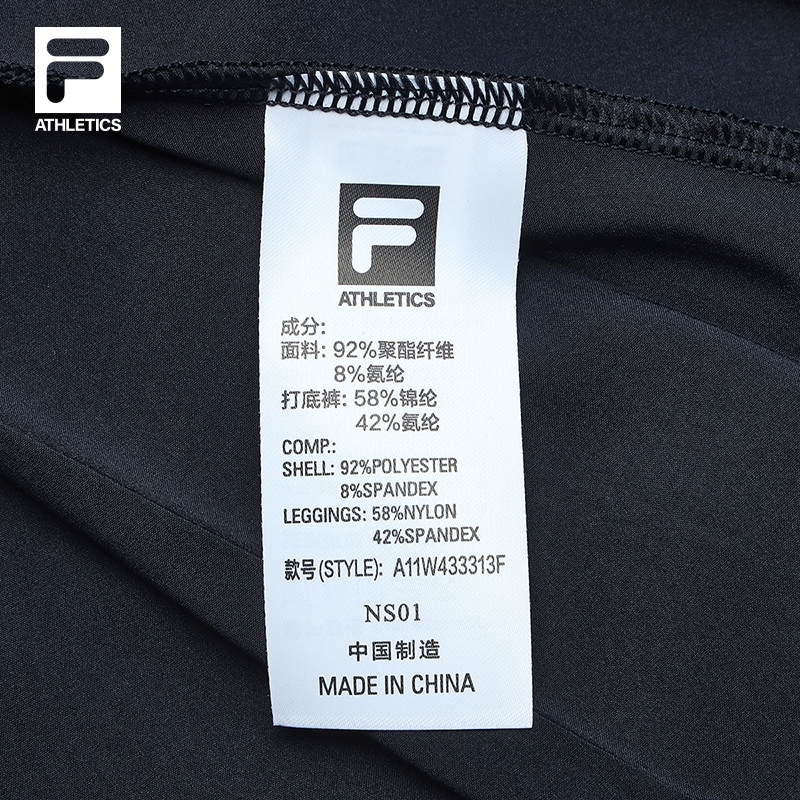 F
ATHLETICS
F
ATHLETICS
成分:
面料: 92%聚酯纤维
8%氨纶
打底裤: 58%锦纶
42%氨纶
COMP.:
SHELL: 92%POLYESTER
8%SPANDEX
LEGGINGS: 58%NYLON
42%SPANDEX
款号(STYLE): A11W433313F
NS01
中国制造
MADE IN CHINA